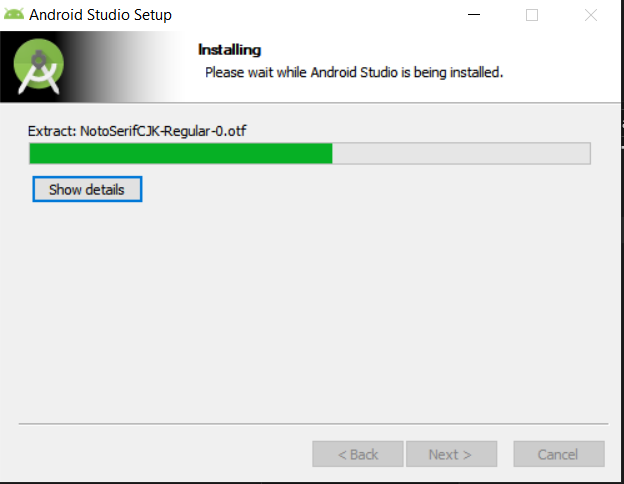 Android Studio Setup
Installing
Please wait while Android Studio is being installed.
Extract: NotoSerifCJK-Regular-0.otf
Show details
< Back Next > Cancel